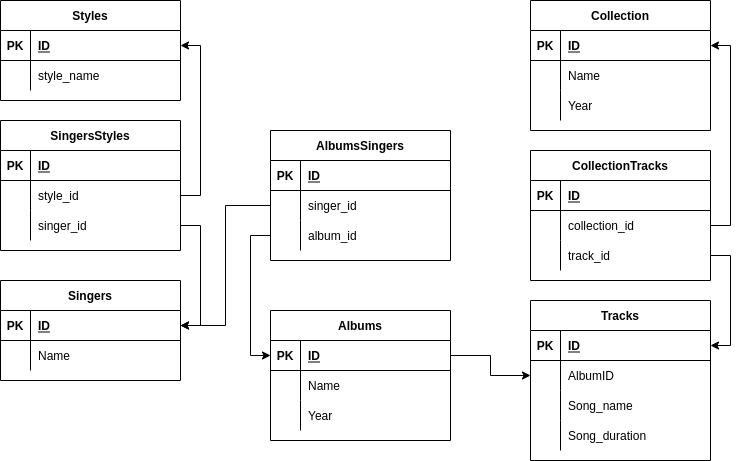 Styles
PK ID
style_name
SingersStyles
PK ID
style_id
singer_id
Singers
PK ID
Name
AlbumsSingers
PK ID
singer_id
album_id
Albums
PK ID
Name
Year
Collection
PK ID
Name
Year
CollectionTracks
PK ID
collection_id
track_id
Tracks
PK ID
AlbumID
Song_name
Song_duration